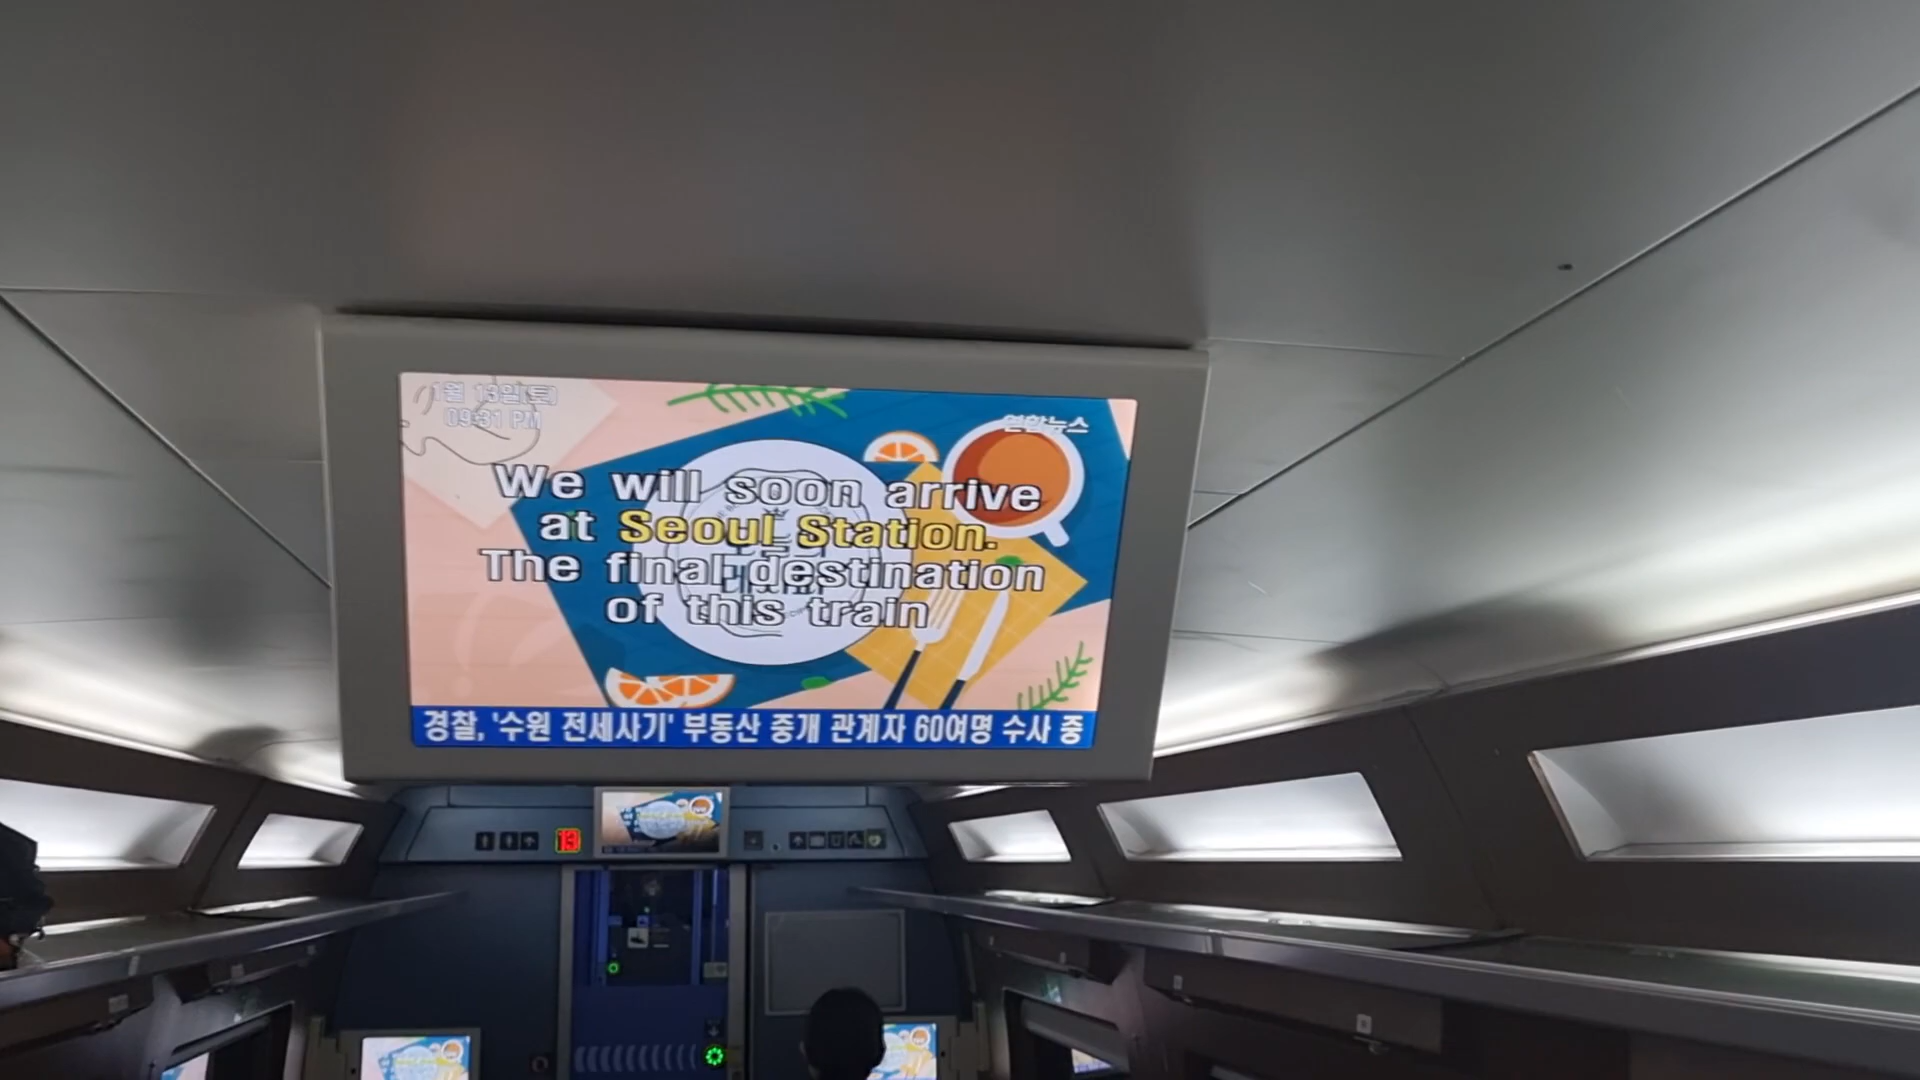 1월 13일(토)
09:31 PM
연합뉴스
We will soon arrive
at Seoul Station.
The final destination
of this train
경찰, '수원 전세사기' 부동산 중개 관계자 60여명 수사 중
13